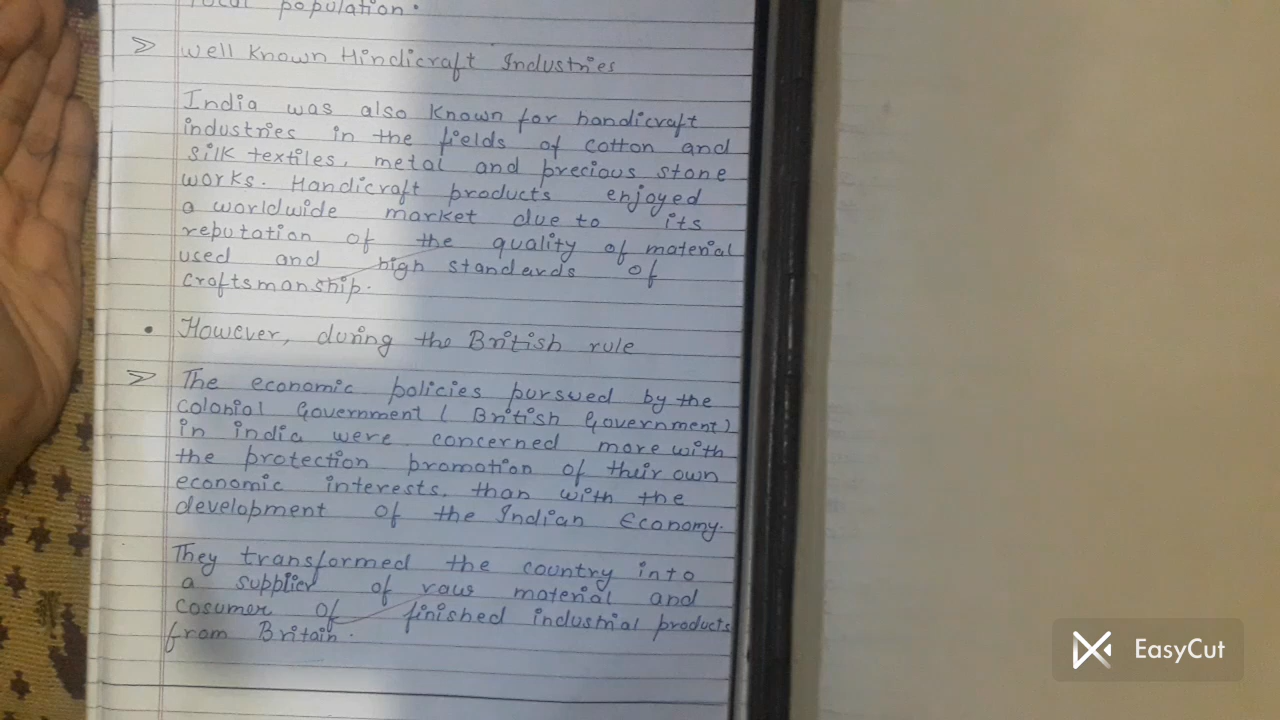 local population.
> Well Known Hindicraft Industries
India was also known for handicraft
industries in the fields of cotton and
silk textiles, metal and precious stone
works. Handicraft products enjoyed
a worldwide market due to its
reputation of the quality of material
used and high standards of
craftsmanship.
• However, during the British rule
> The economic policies pursued by the
colonial Government ( British Government)
in india were concerned more with
the protection promotion of their own
economic interests. than with the
development of the Indian Economy.
They transformed the country into
a supplier of raw material and
cosumer of finished industrial products
from Britain.
EasyCut